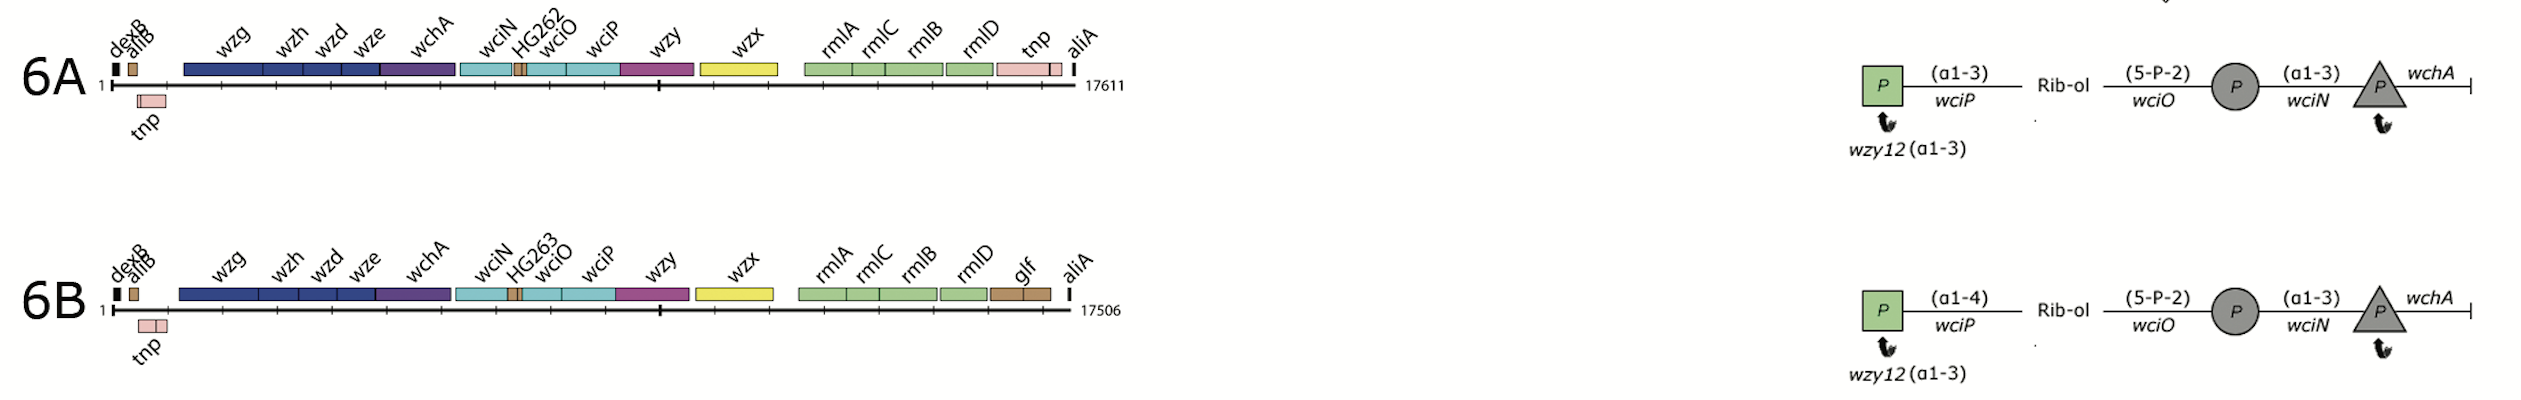 dexB aliB wzg wzh wzd wze wchA wciN HG262 wciO wciP wzy wzx rmlA rmlC rmlB rmlD tnp aliA
6A 1 17611
tnp
P (α1-3) wciP Rib-ol (5-P-2) wciO P (α1-3) wciN P wchA
wzy12 (α1-3)
dexB aliB wzg wzh wzd wze wchA wciN HG263 wciO wciP wzy wzx rmlA rmlC rmlB rmlD glf aliA
6B 1 17506
tnp
P (α1-4) wciP Rib-ol (5-P-2) wciO P (α1-3) wciN P wchA
wzy12 (α1-3)